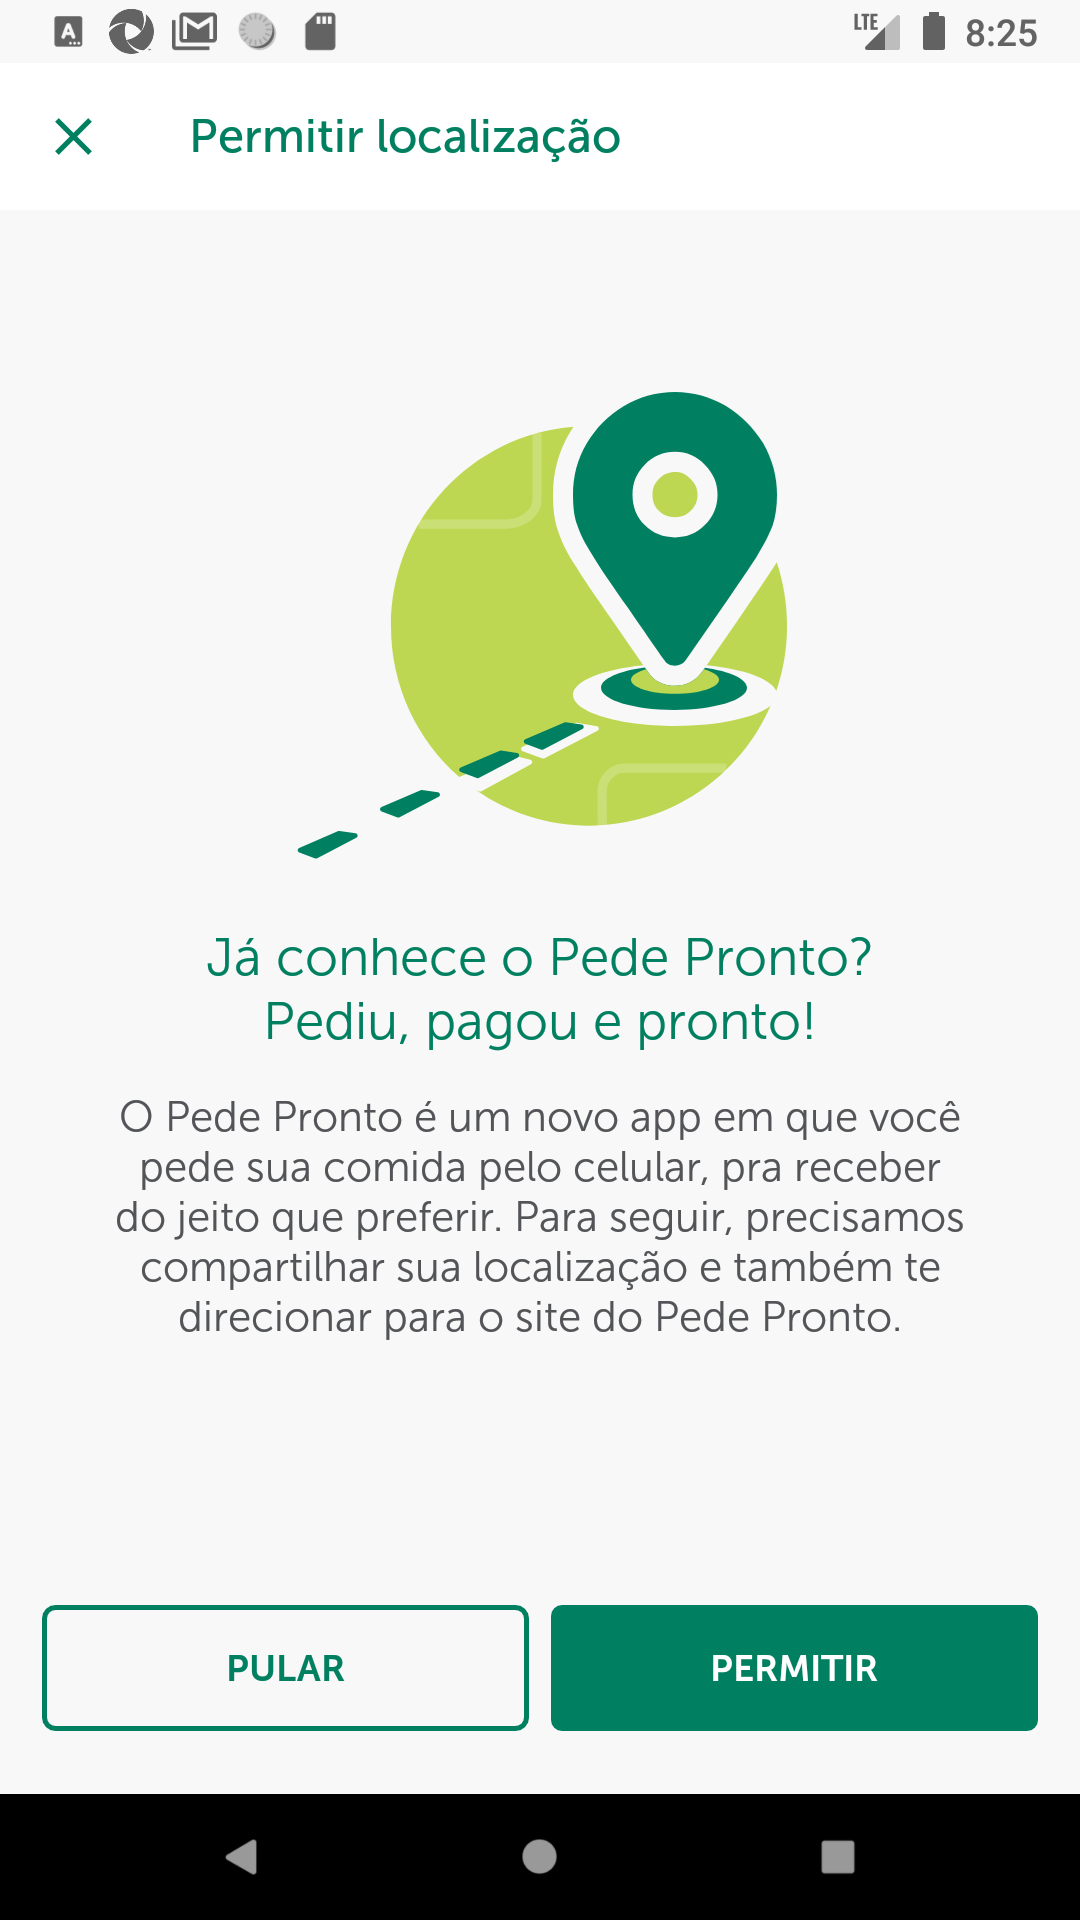 LTE 8:25
Permitir localização
Já conhece o Pede Pronto?
Pediu, pagou e pronto!
O Pede Pronto é um novo app em que você
pede sua comida pelo celular, pra receber
do jeito que preferir. Para seguir, precisamos
compartilhar sua localização e também te
direcionar para o site do Pede Pronto.
PULAR
PERMITIR